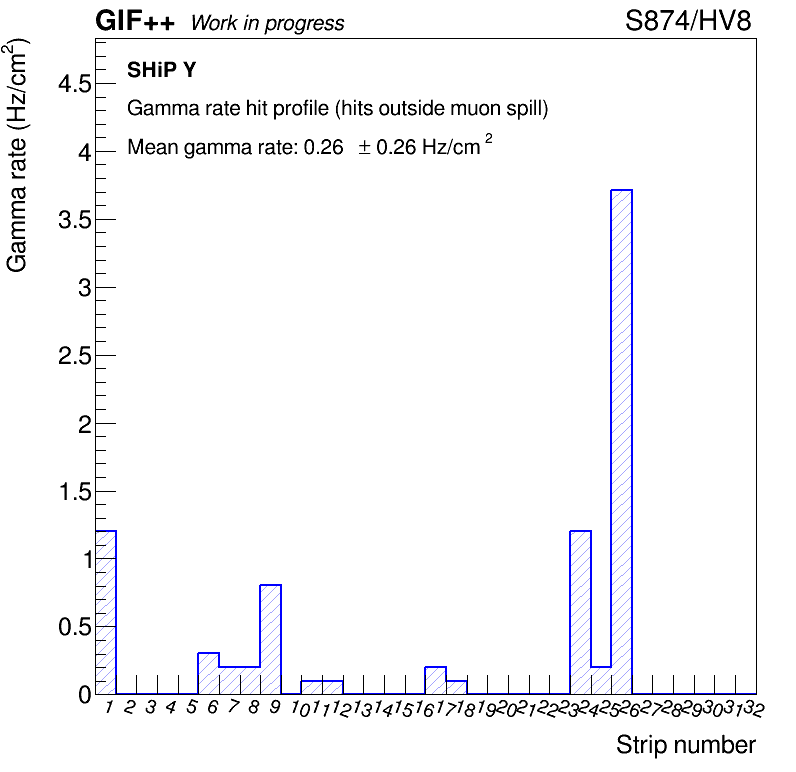 GIF++ Work in progress S874/HV8
Gamma rate (Hz/cm²)
SHiP Y
Gamma rate hit profile (hits outside muon spill)
Mean gamma rate: 0.26 ± 0.26 Hz/cm²
4.5
4
3.5
3
2.5
2
1.5
1
0.5
0
1 2 3 4 5 6 7 8 9 10 11 12 13 14 15 16 17 18 19 20 21 22 23 24 25 26 27 28 29 30 31 32
Strip number